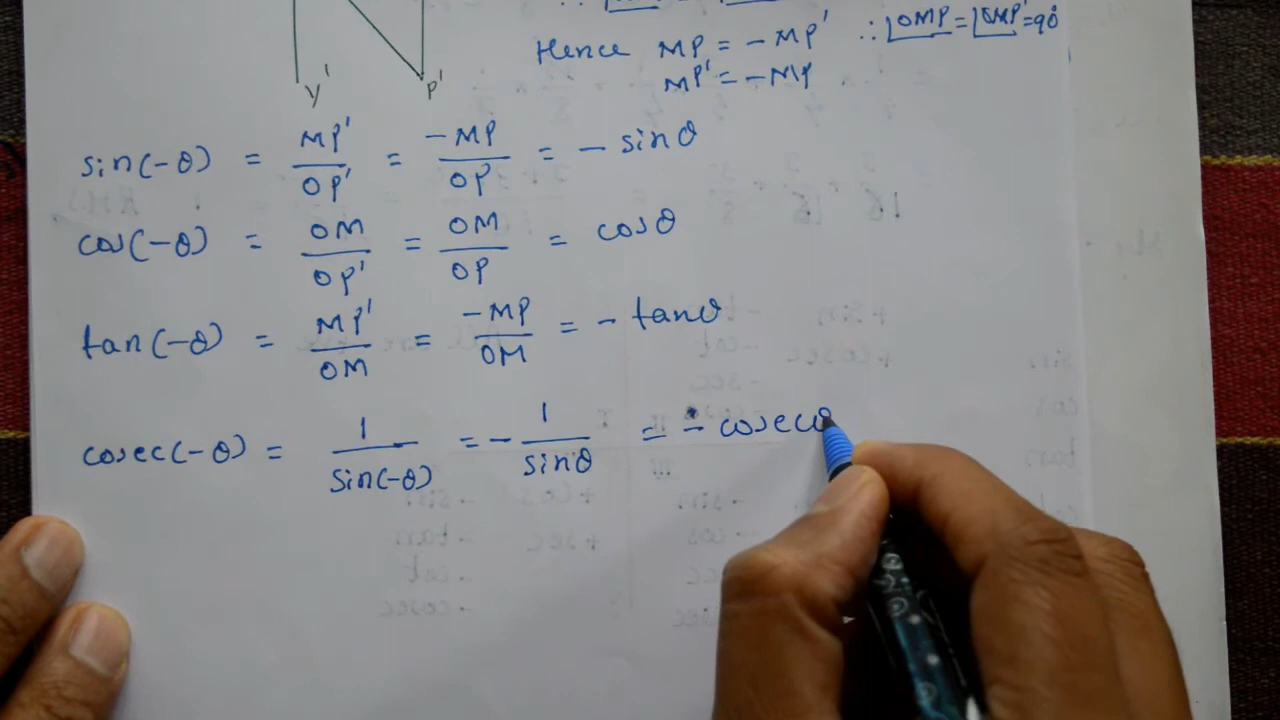 Hence MP = -MP' ∴ ∠OMP = ∠OMP' = 90°
MP' = -MP
Y' P'
sin(-θ) = MP'/OP' = -MP/OP = - sinθ
cos(-θ) = OM/OP' = OM/OP = cosθ
tan(-θ) = MP'/OM = -MP/OM = - tanθ
cosec(-θ) = 1/sin(-θ) = - 1/sinθ = - cosecθ